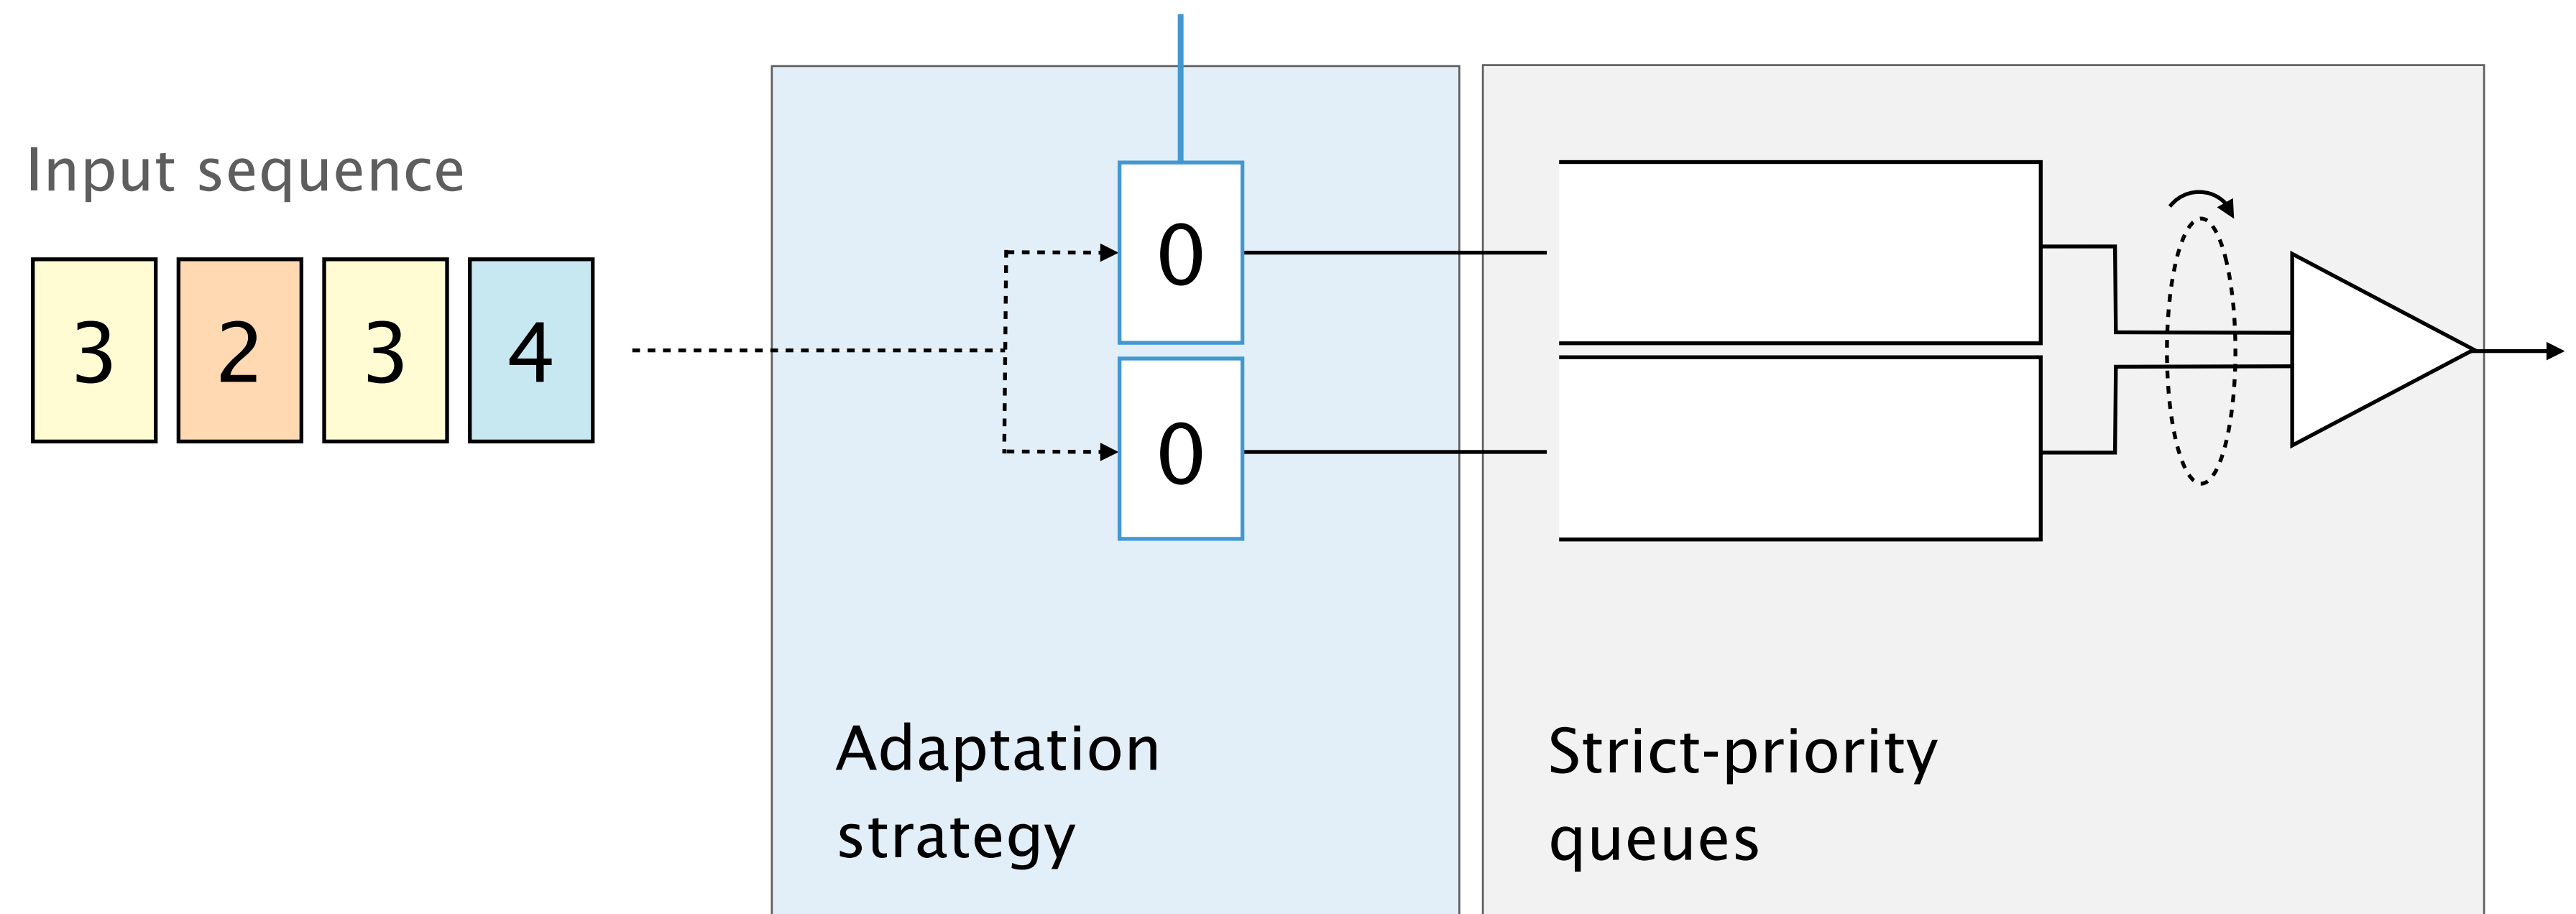 Input sequence
3 2 3 4
0
0
Adaptation
strategy
Strict-priority
queues